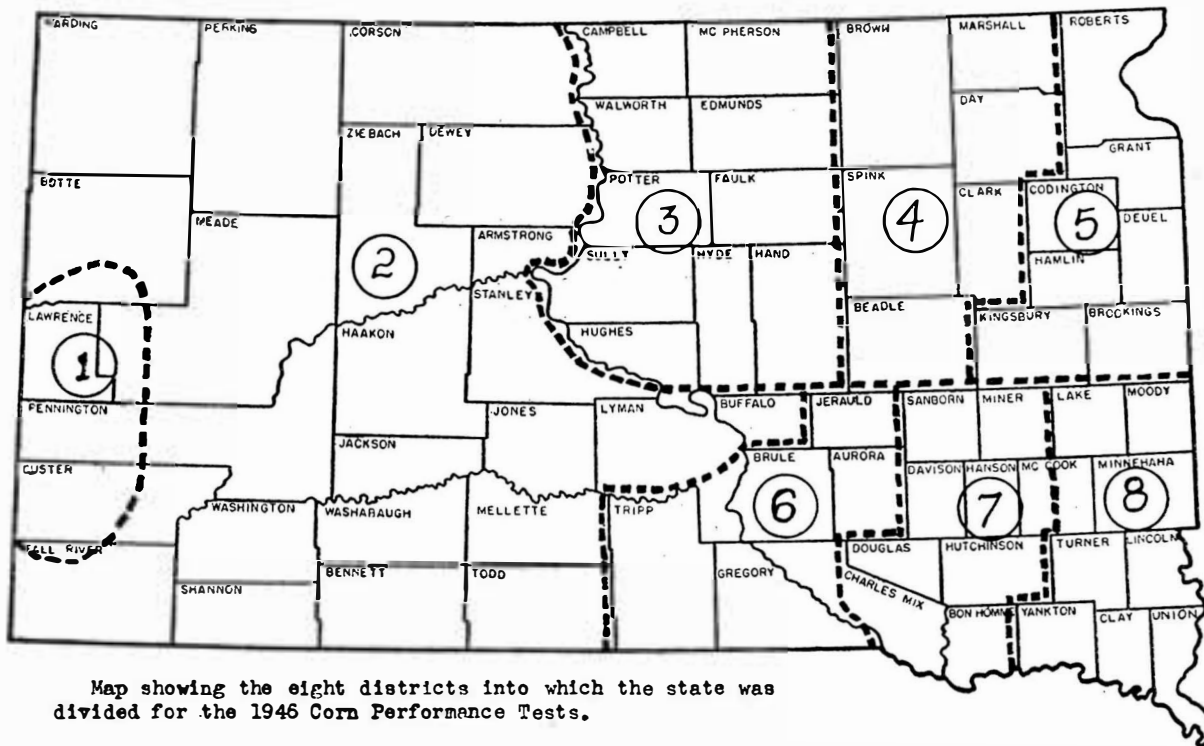 ARDING PERKINS CORSON CAMPBELL MC PHERSON BROWW MARSHALL ROBERTS
WALWORTH EDMUNDS DAY
ZIEBACH DEWEY
GRANT
BUTTE POTTER FAULK SPINK CLARK CODINGTON
3 4 5
MEADE DEUEL
ARMSTRONG
2 SULLY HYDE HAND HAMLIN
STANLEY
LAWRENCE HAAKON HUGHES BEADLE KINGSBURY BROOKINGS
1
PENNINGTON JONES LYMAN BUFFALO JERAULD SANBORN MINER LAKE MOODY
JACKSON
CUSTER BRULE AURORA DAVISON HANSON MC COOK MINNEHAHA
6 7 8
WASHINGTON WASHABAUGH MELLETTE TRIPP
FALL RIVER DOUGLAS HUTCHINSON TURNER LINCOLN
SHANNON BENNETT TODD GREGORY CHARLES MIX
BON HOMME YANKTON CLAY UNION
Map showing the eight districts into which the state was
divided for the 1946 Corn Performance Tests.